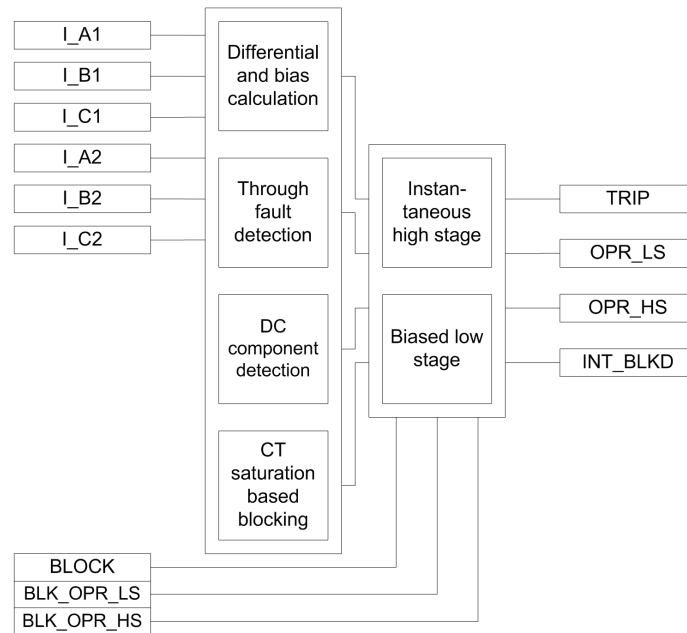 I_A1
I_B1
I_C1
I_A2
I_B2
I_C2
Differential
and bias
calculation
Through
fault
detection
DC
component
detection
CT
saturation
based
blocking
Instan-
taneous
high stage
Biased low
stage
TRIP
OPR_LS
OPR_HS
INT_BLKD
BLOCK
BLK_OPR_LS
BLK_OPR_HS